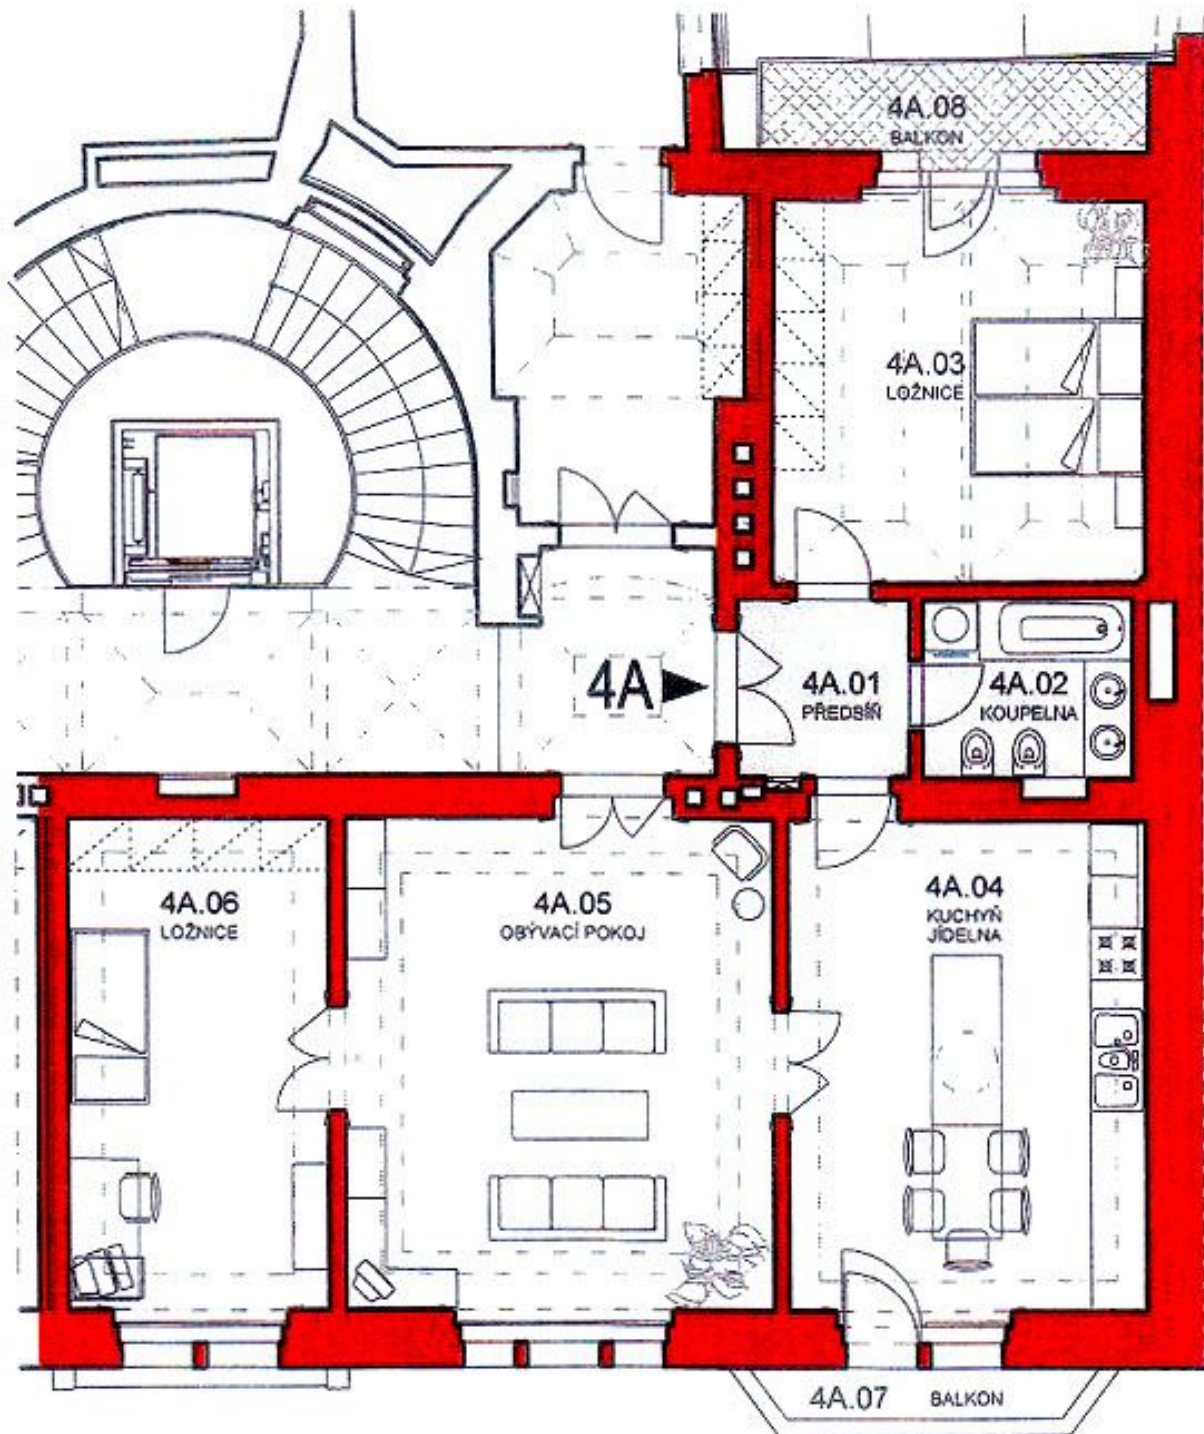 4A.08
BALKON
4A.03
LOŽNICE
4A
4A.01
PŘEDSÍŇ
4A.02
KOUPELNA
4A.06
LOŽNICE
4A.05
OBÝVACÍ POKOJ
4A.04
KUCHYŇ
JÍDELNA
4A.07 BALKON